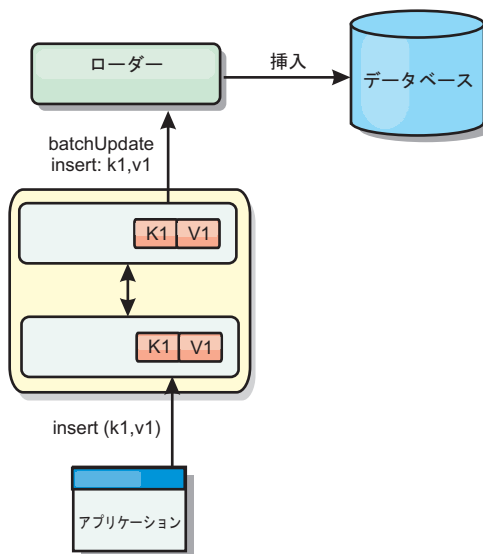 ローダー
挿入
データベース
batchUpdate
insert: k1,v1
K1 V1
K1 V1
insert (k1,v1)
アプリケーション